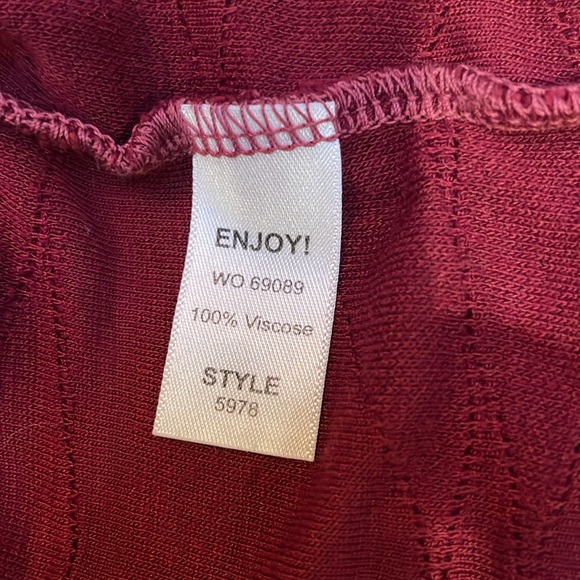 ENJOY!
WO 69089
100% Viscose
STYLE
5978